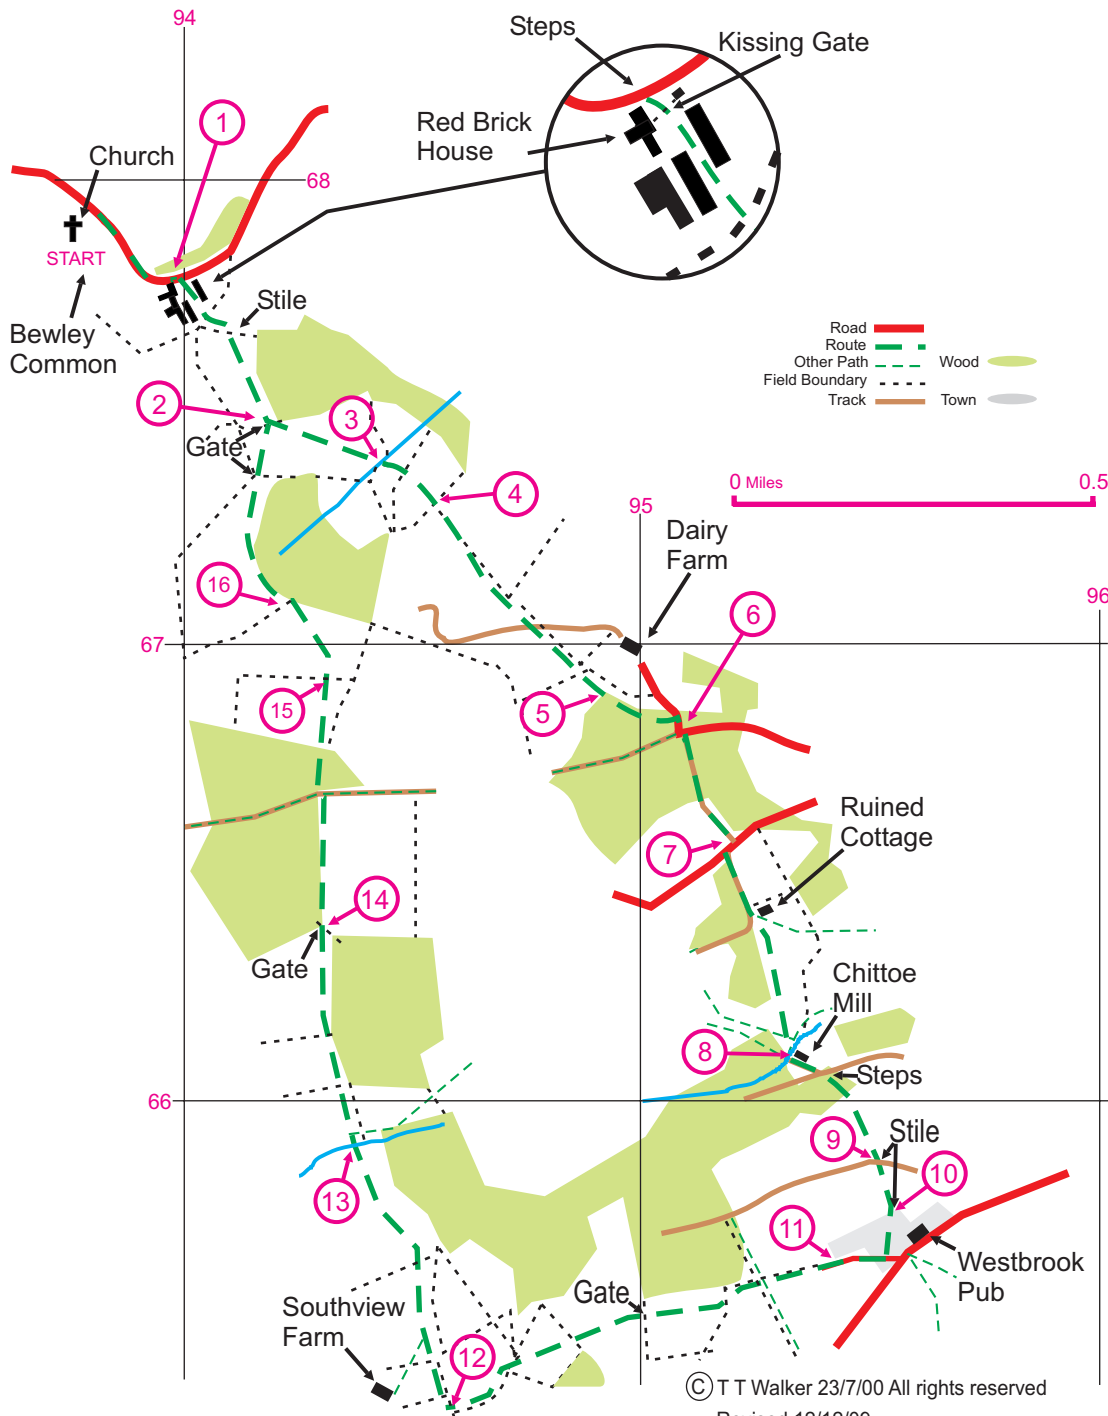 94
Steps
Kissing Gate
1
Red Brick
House
Church
68
START
Bewley
Common
Stile
Road
Route
Other Path
Wood
Field Boundary
Track
Town
2
3
Gate
4
0 Miles
0.5
95
Dairy
Farm
16
6
96
67
15
5
Ruined
Cottage
7
14
Gate
Chittoe
Mill
8
Steps
66
9
Stile
10
13
11
Westbrook
Pub
Gate
Southview
Farm
12
C T T Walker 23/7/00 All rights reserved